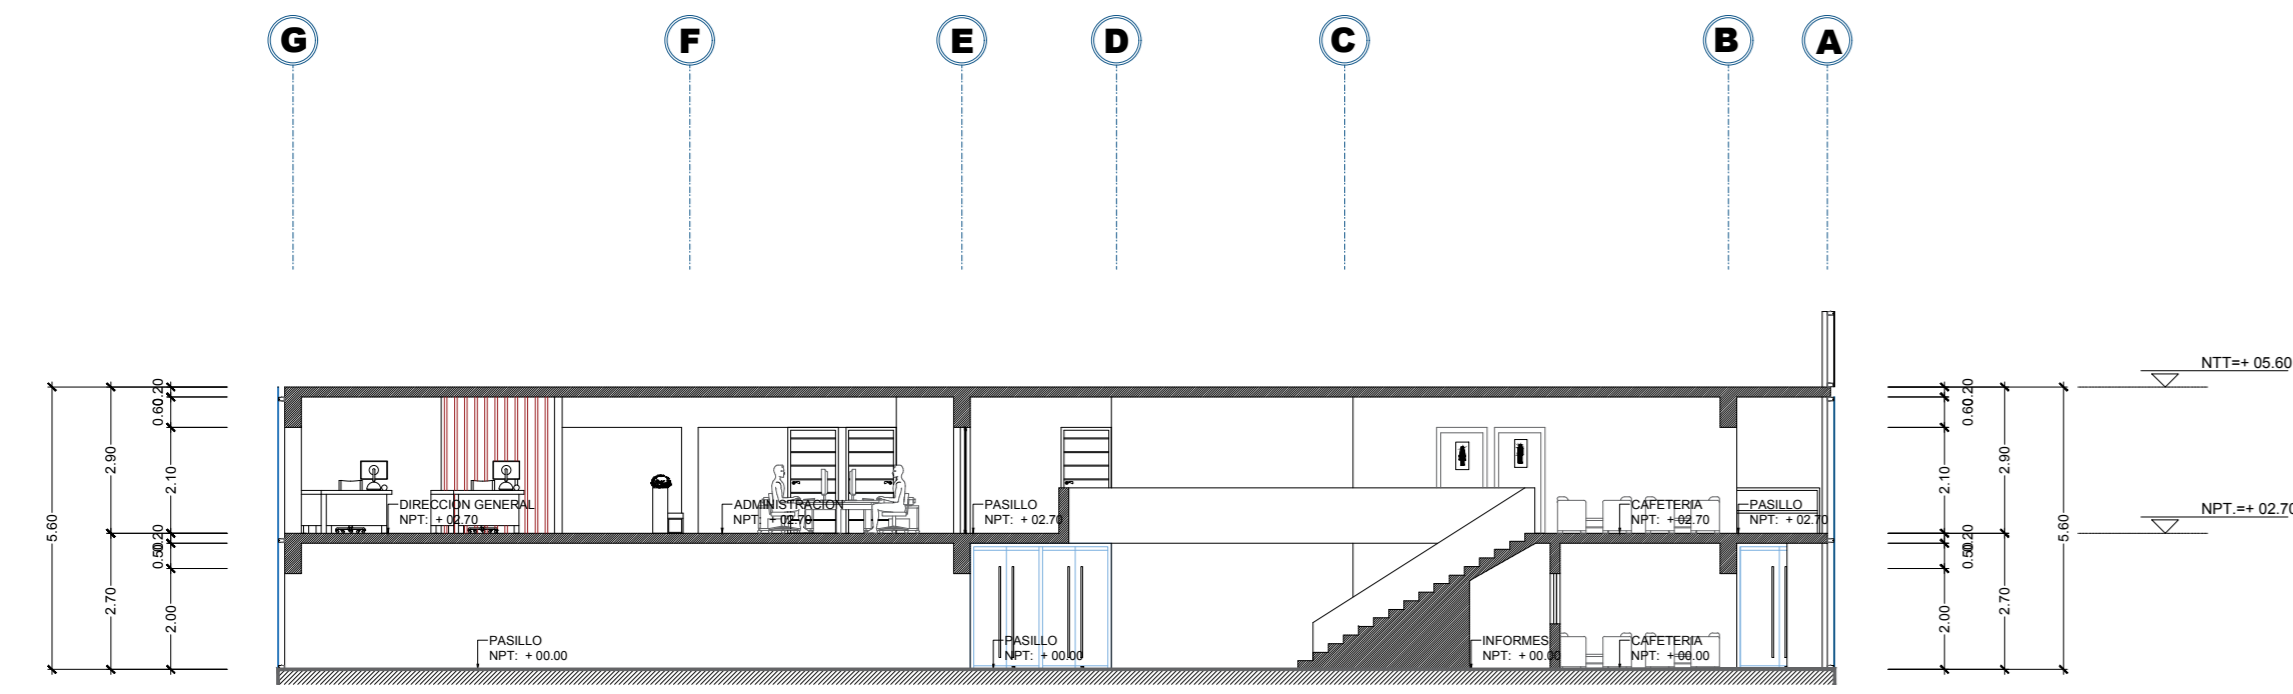 G F E D C B A
NTT=+ 05.60
0.20
0.60
2.10
2.90
5.60
0.20
0.50
2.00
2.70
DIRECCIÓN GENERAL
NPT: + 02.70
ADMINISTRACIÓN
NPT: + 02.70
PASILLO
NPT: + 02.70
CAFETERIA
NPT: + 02.70
PASILLO
NPT: + 02.70
0.20
0.60
2.10
2.90
5.60
NPT.=+ 02.70
0.20
0.50
2.00
2.70
PASILLO
NPT: + 00.00
PASILLO
NPT: + 00.00
INFORMES
NPT: + 00.00
CAFETERIA
NPT: + 00.00